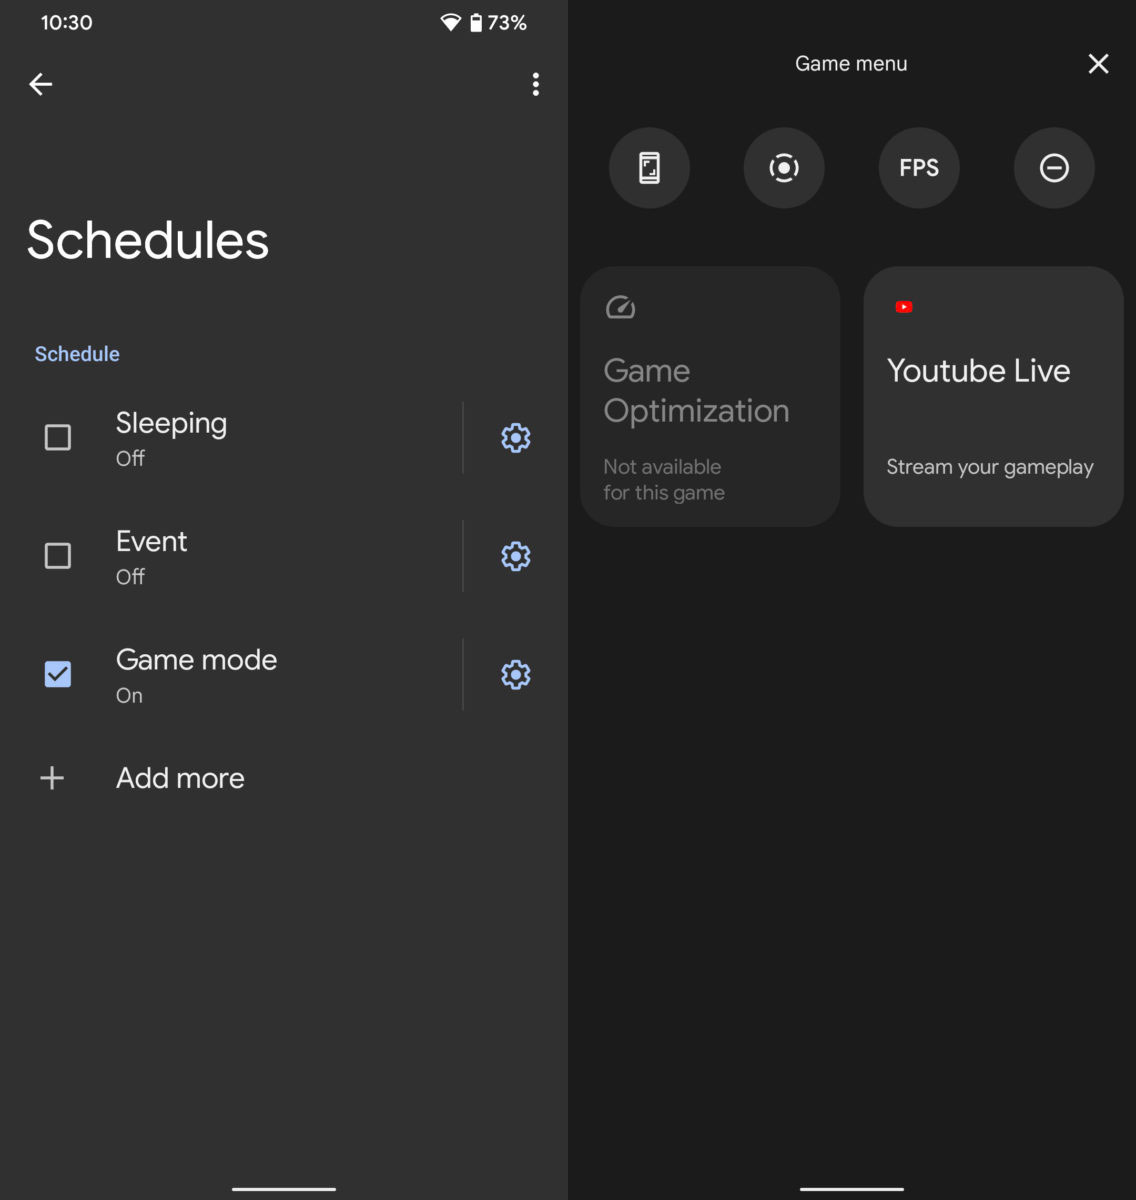 10:30
73%
Schedules
Schedule
Sleeping
Off
Event
Off
Game mode
On
Add more
Game menu
FPS
Game
Optimization
Not available
for this game
Youtube Live
Stream your gameplay